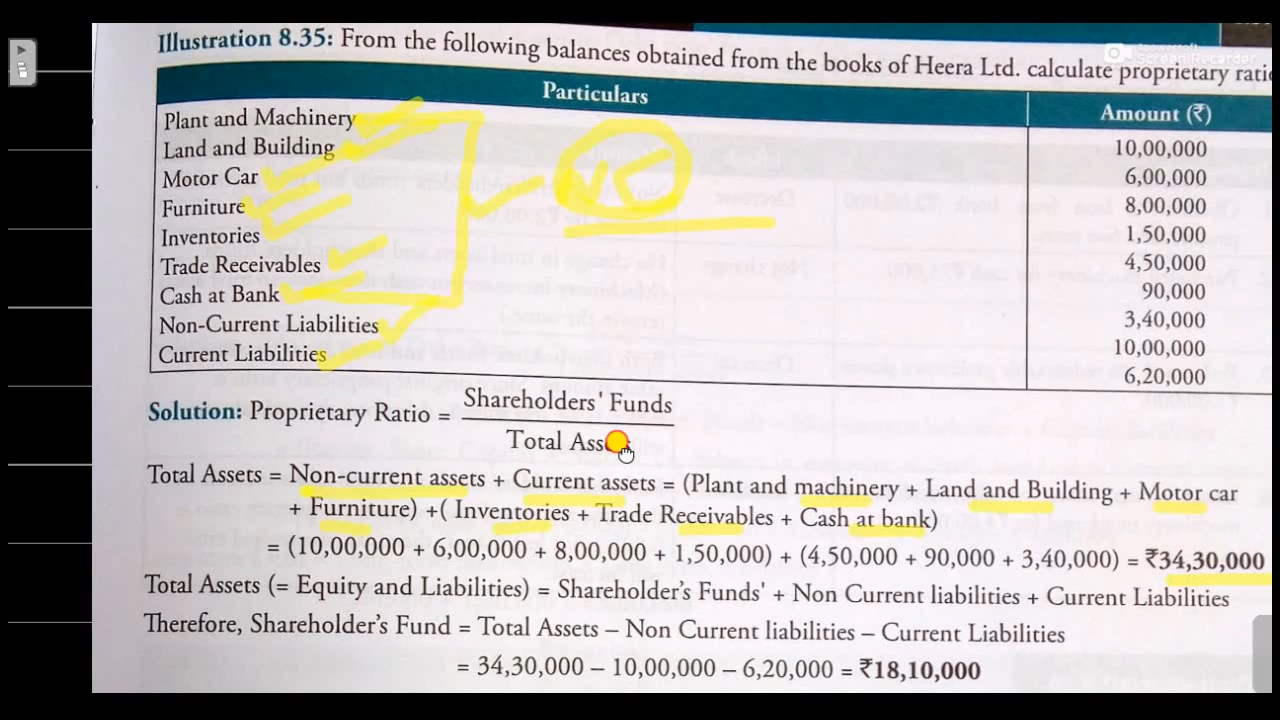 Illustration 8.35: From the following balances obtained from the books of Heera Ltd. calculate proprietary ratio
Particulars
Amount (₹)
Plant and Machinery
10,00,000
Land and Building
6,00,000
Motor Car
8,00,000
Furniture
1,50,000
Inventories
4,50,000
Trade Receivables
90,000
Cash at Bank
3,40,000
Non-Current Liabilities
10,00,000
Current Liabilities
6,20,000
Solution: Proprietary Ratio = Shareholders' Funds
Total
Total Assets = Non-current assets + Current assets = (Plant and machinery + Land and Building + Motor car
+ Furniture) +( Inventories + Trade Receivables + Cash at bank)
= (10,00,000 + 6,00,000 + 8,00,000 + 1,50,000) + (4,50,000 + 90,000 + 3,40,000) = ₹34,30,000
Total Assets (= Equity and Liabilities) = Shareholder's Funds' + Non Current liabilities + Current Liabilities
Therefore, Shareholder's Fund = Total Assets – Non Current liabilities – Current Liabilities
= 34,30,000 – 10,00,000 – 6,20,000 = ₹18,10,000
Screen Recorder